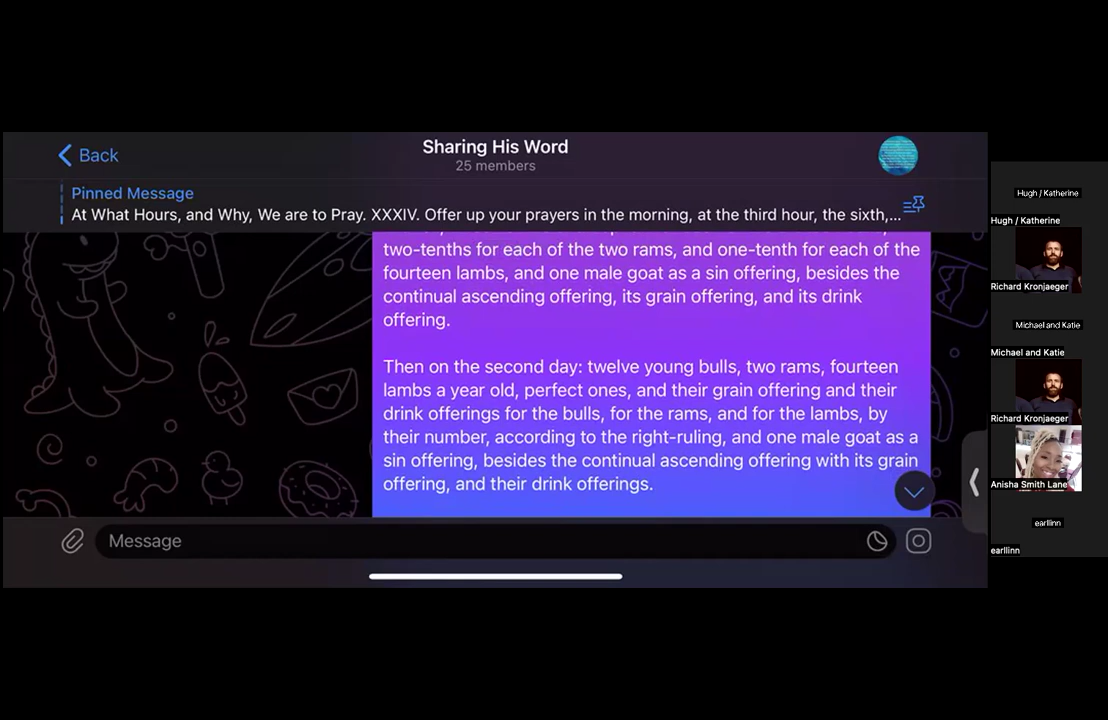 Back
Sharing His Word
25 members
Pinned Message
At What Hours, and Why, We are to Pray. XXXIV. Offer up your prayers in the morning, at the third hour, the sixth,...
two-tenths for each of the two rams, and one-tenth for each of the
fourteen lambs, and one male goat as a sin offering, besides the
continual ascending offering, its grain offering, and its drink
offering.
Then on the second day: twelve young bulls, two rams, fourteen
lambs a year old, perfect ones, and their grain offering and their
drink offerings for the bulls, for the rams, and for the lambs, by
their number, according to the right-ruling, and one male goat as a
sin offering, besides the continual ascending offering with its grain
offering, and their drink offerings.
Message
Hugh / Katherine
Hugh / Katherine
Richard Kronjaeger
Michael and Katie
Michael and Katie
Richard Kronjaeger
Anisha Smith Lane
earllinn
earllinn